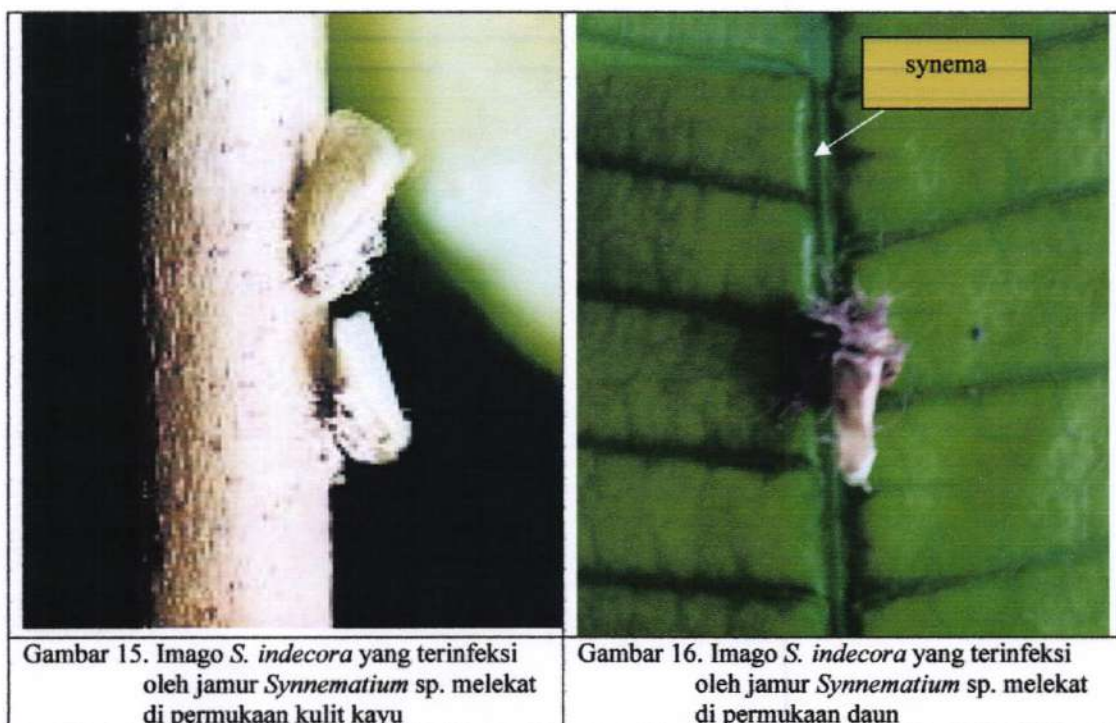 synema
Gambar 15. Imago S. indecora yang terinfeksi
oleh jamur Synnematium sp. melekat
di permukaan kulit kayu
Gambar 16. Imago S. indecora yang terinfeksi
oleh jamur Synnematium sp. melekat
di permukaan daun